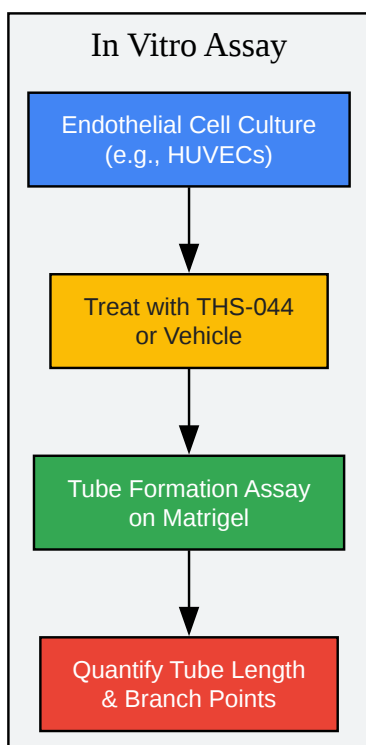 In Vitro Assay
Endothelial Cell Culture
(e.g., HUVECs)
Treat with THS-044
or Vehicle
Tube Formation Assay
on Matrigel
Quantify Tube Length
& Branch Points